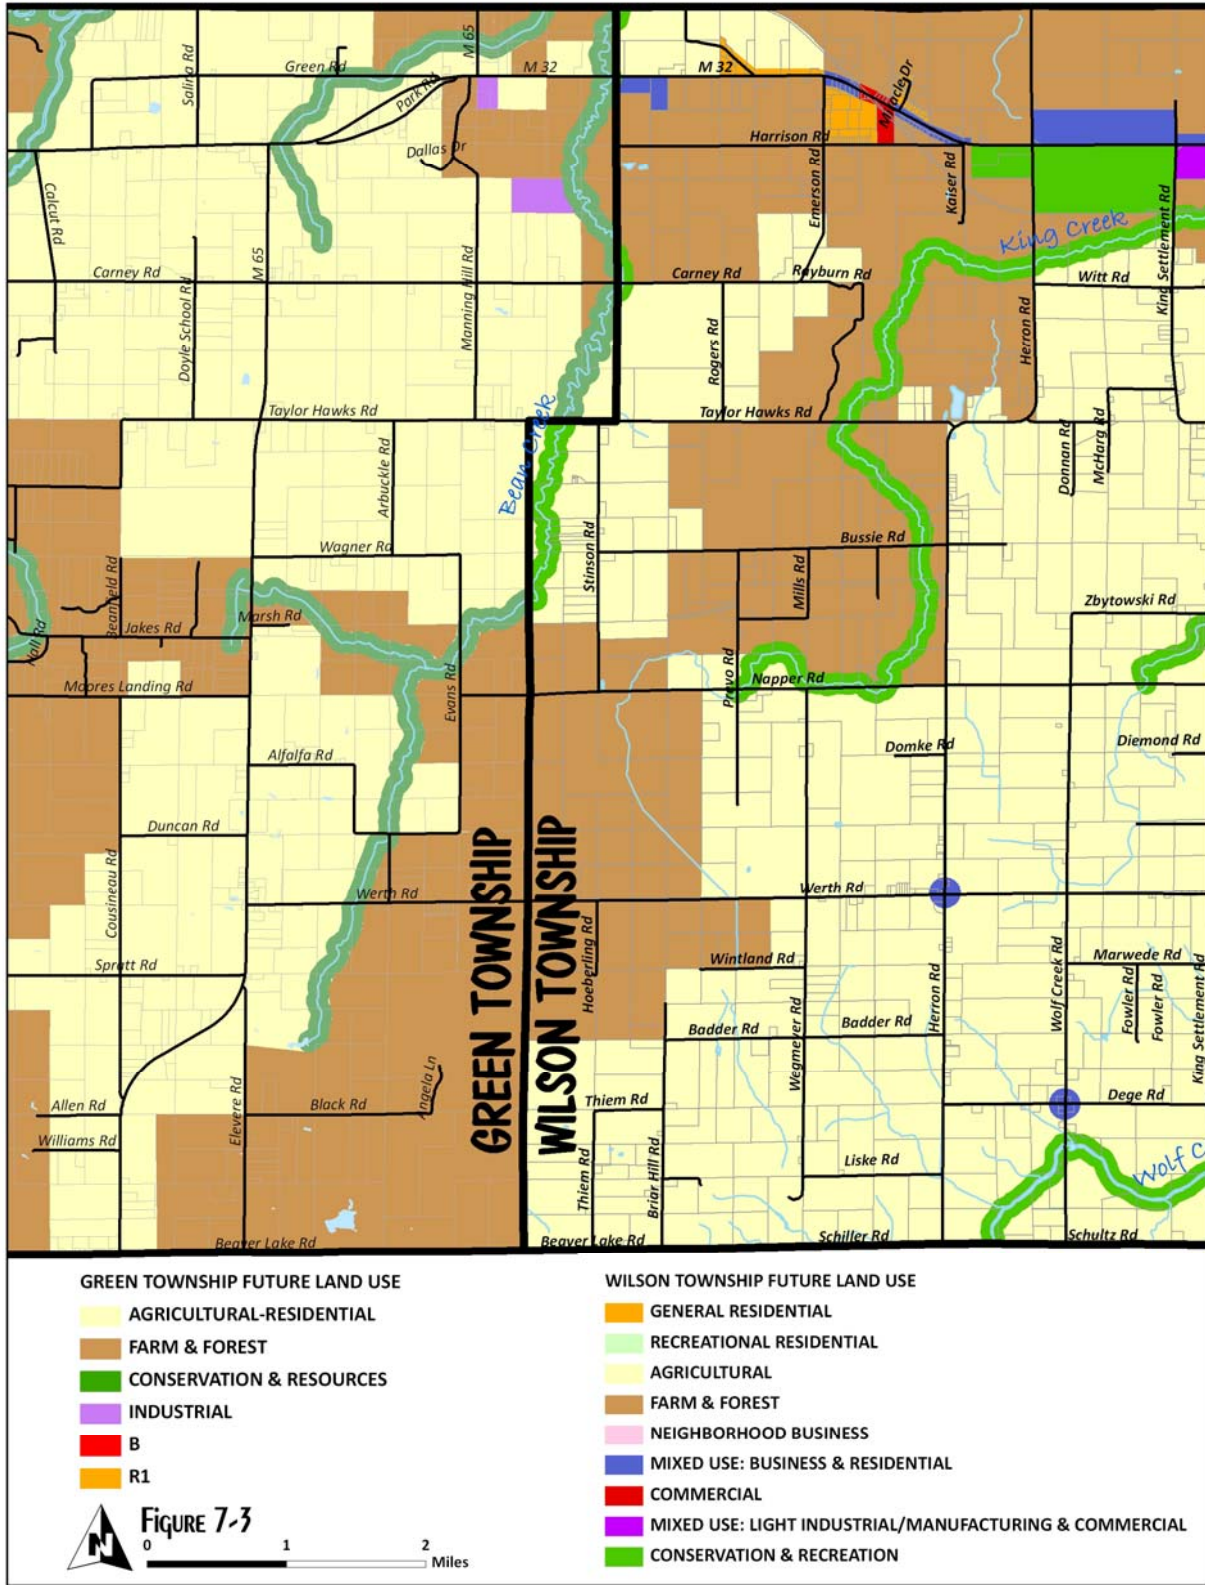 M 65
Salina Rd
Green Rd
M 32
M 32
Park Rd
Miracle Dr
Harrison Rd
Dallas Dr
Emerson Rd
Kaiser Rd
Calcut Rd
King Creek
King Settlement Rd
M 65
Carney Rd
Doyle School Rd
Manning Hill Rd
Carney Rd
Rayburn Rd
Witt Rd
Rogers Rd
Herron Rd
Taylor Hawks Rd
Taylor Hawks Rd
Bean Creek
Arbuckle Rd
Donnan Rd
McHarg Rd
Wagner Rd
Stinson Rd
Bussie Rd
Mills Rd
Beanfield Rd
Jakes Rd
Marsh Rd
Zbytowski Rd
Moores Landing Rd
Evans Rd
Prevo Rd
Napper Rd
Alfalfa Rd
Domke Rd
Diemond Rd
Duncan Rd
GREEN TOWNSHIP
WILSON TOWNSHIP
Cousineau Rd
Werth Rd
Werth Rd
Spratt Rd
Hoeberling Rd
Wintland Rd
Herron Rd
Wolf Creek Rd
Marwede Rd
Fowler Rd
Fowler Rd
King Settlement Rd
Badder Rd
Badder Rd
Wegmeyer Rd
Allen Rd
Williams Rd
Elevere Rd
Black Rd
Angela Ln
Thiem Rd
Thiem Rd
Briar Hill Rd
Dege Rd
Liske Rd
Wolf C
Beaver Lake Rd
Beaver Lake Rd
Schiller Rd
Schultz Rd
GREEN TOWNSHIP FUTURE LAND USE
AGRICULTURAL-RESIDENTIAL
FARM & FOREST
CONSERVATION & RESOURCES
INDUSTRIAL
B
R1
WILSON TOWNSHIP FUTURE LAND USE
GENERAL RESIDENTIAL
RECREATIONAL RESIDENTIAL
AGRICULTURAL
FARM & FOREST
NEIGHBORHOOD BUSINESS
MIXED USE: BUSINESS & RESIDENTIAL
COMMERCIAL
MIXED USE: LIGHT INDUSTRIAL/MANUFACTURING & COMMERCIAL
CONSERVATION & RECREATION
N
FIGURE 7-3
0 1 2
Miles